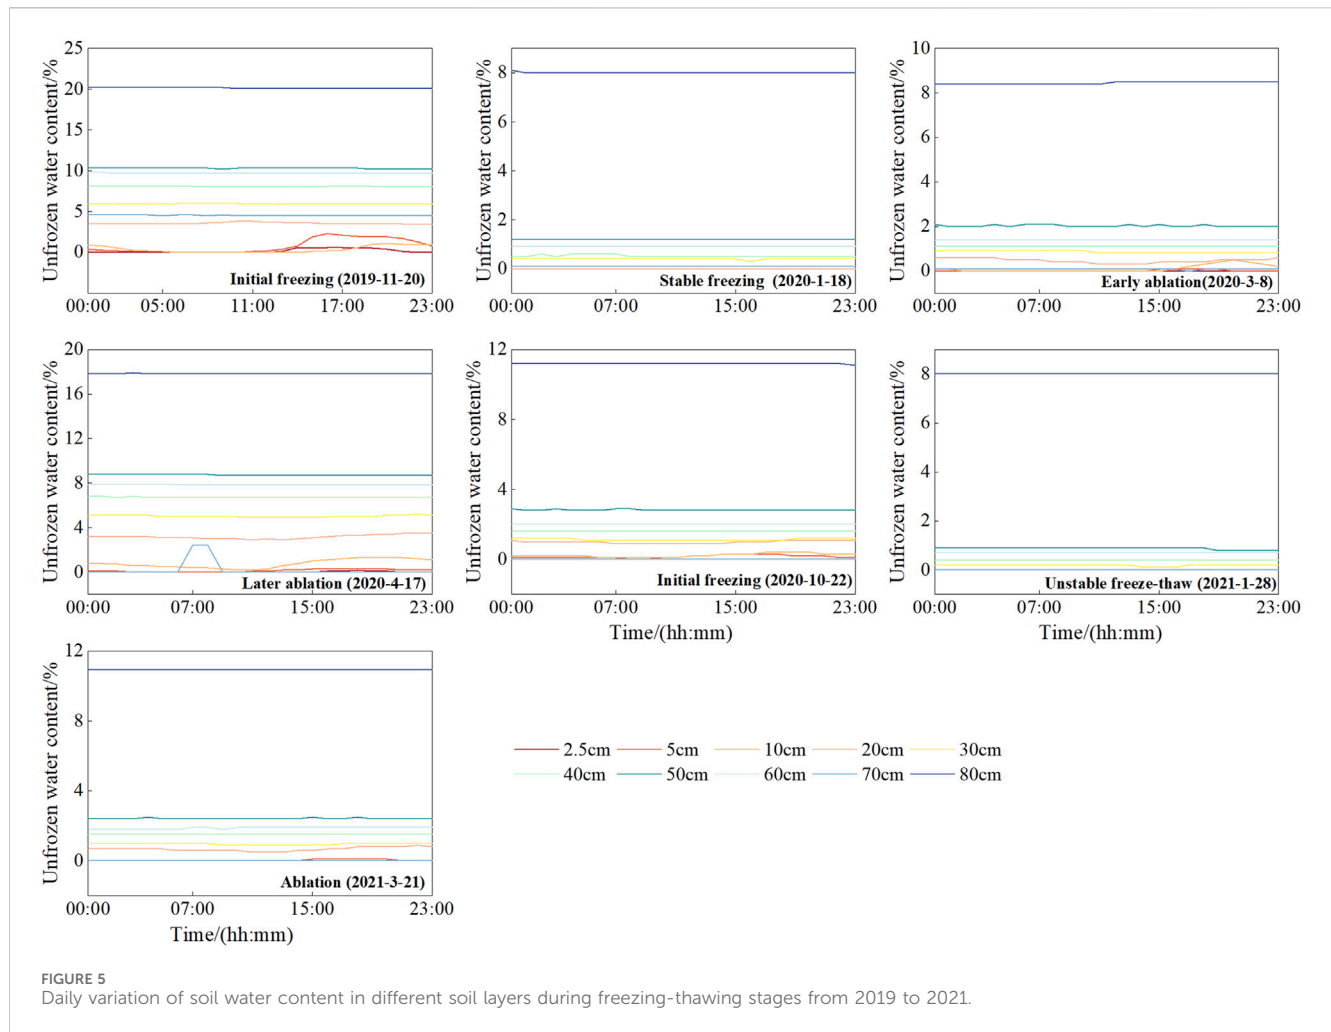 Unfrozen water content/%
25
20
15
10
5
0
Initial freezing (2019-11-20)
00:00 05:00 11:00 17:00 23:00
Unfrozen water content/%
8
6
4
2
0
Stable freezing (2020-1-18)
00:00 07:00 15:00 23:00
Unfrozen water content/%
10
8
6
4
2
0
Early ablation(2020-3-8)
00:00 07:00 15:00 23:00
Unfrozen water content/%
20
16
12
8
4
0
Later ablation (2020-4-17)
00:00 07:00 15:00 23:00
Unfrozen water content/%
12
8
4
0
Initial freezing (2020-10-22)
00:00 07:00 15:00 23:00
Time/(hh:mm)
Unfrozen water content/%
8
6
4
2
0
Unstable freeze-thaw (2021-1-28)
00:00 07:00 15:00 23:00
Time/(hh:mm)
Unfrozen water content/%
12
8
4
0
Ablation (2021-3-21)
00:00 07:00 15:00 23:00
Time/(hh:mm)
2.5cm 5cm 10cm 20cm 30cm
40cm 50cm 60cm 70cm 80cm
FIGURE 5
Daily variation of soil water content in different soil layers during freezing-thawing stages from 2019 to 2021.